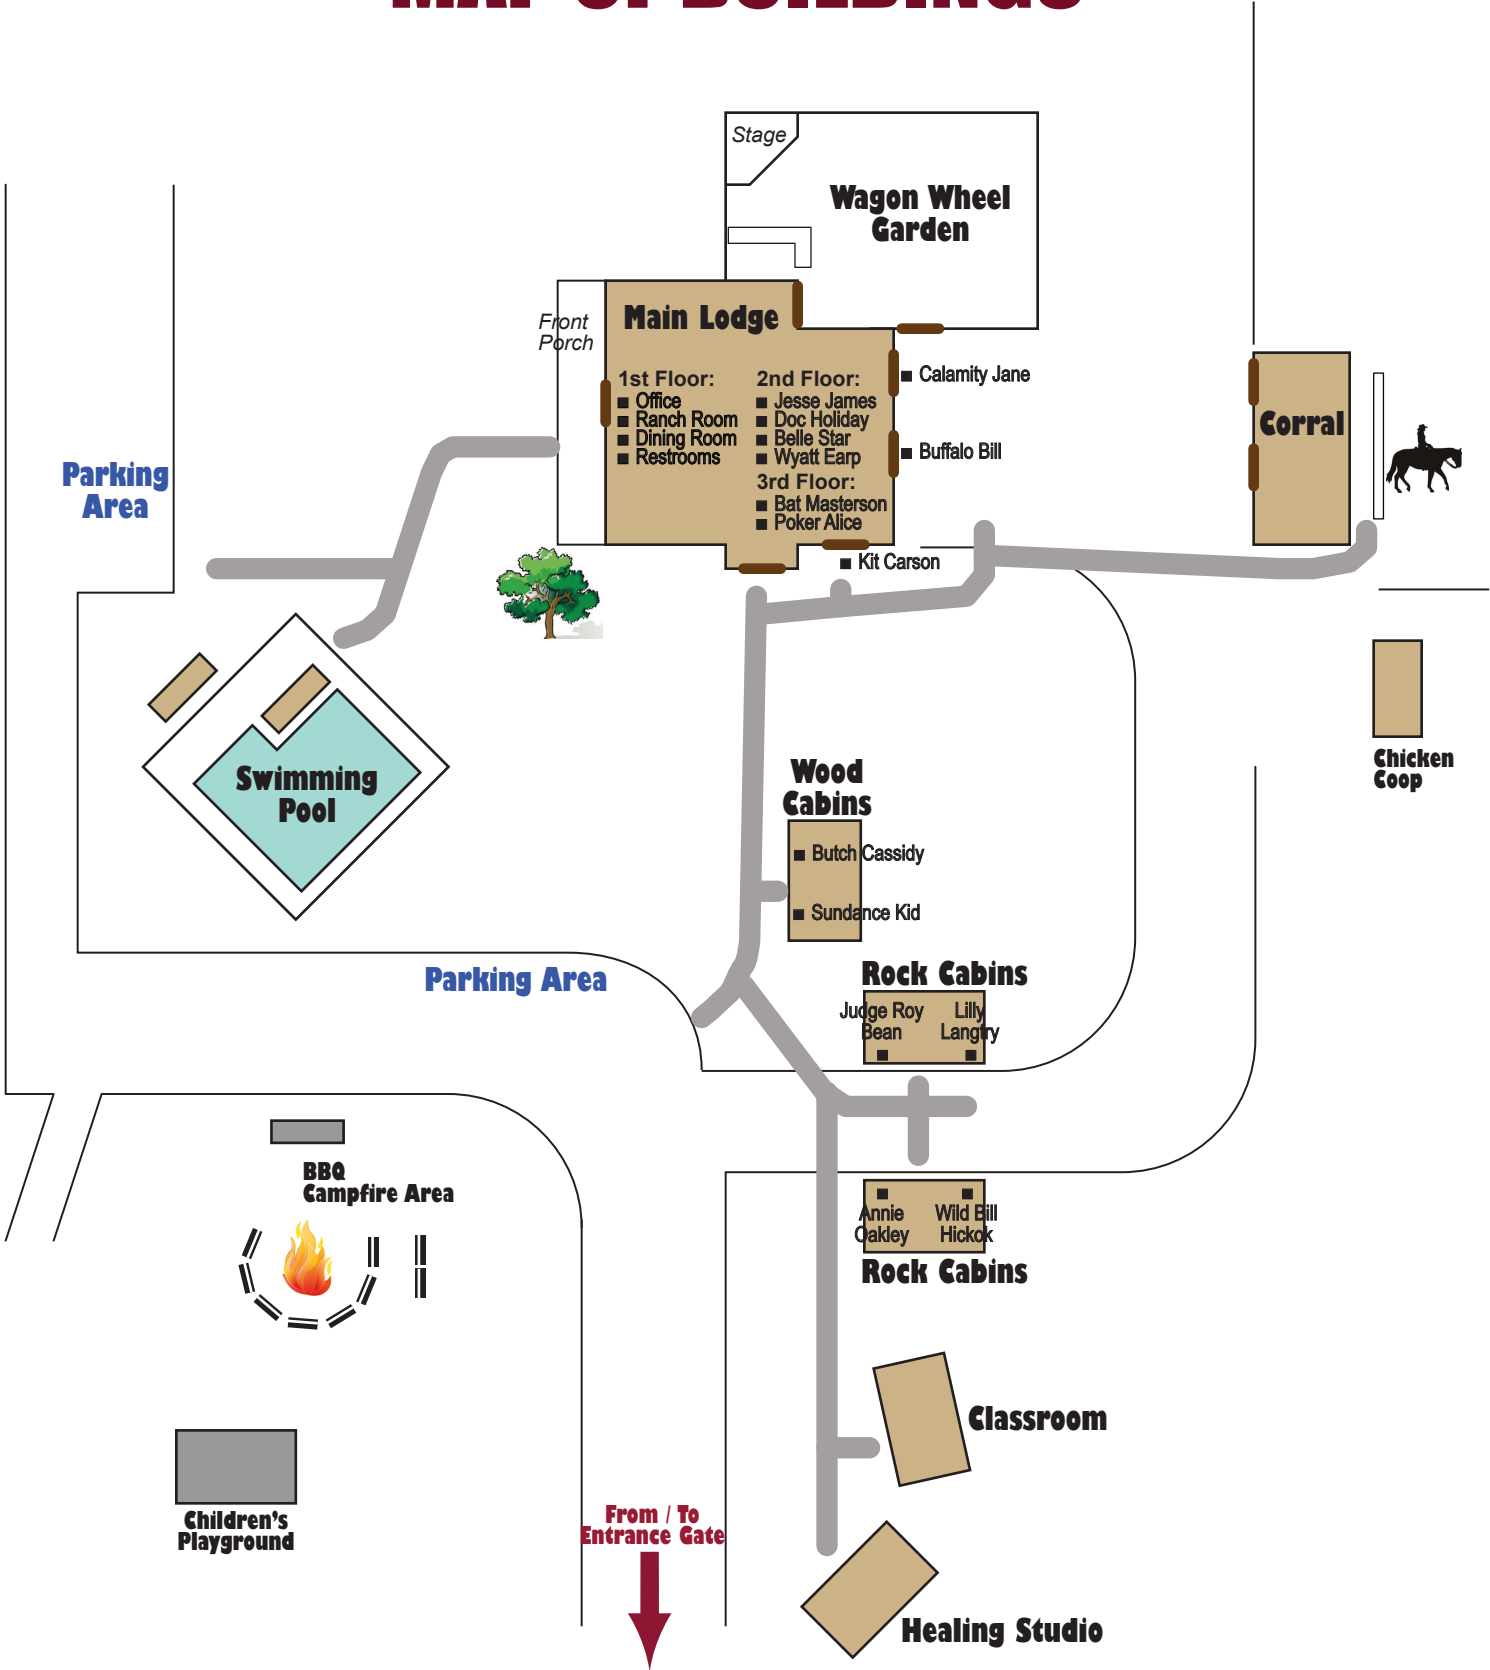 MAP OF BUILDINGS
Stage
Wagon Wheel
Garden
Main Lodge
Front
Porch
1st Floor:
Office
Ranch Room
Dining Room
Restrooms
2nd Floor:
Jesse James
Doc Holiday
Belle Star
Wyatt Earp
3rd Floor:
Bat Masterson
Poker Alice
Calamity Jane
Buffalo Bill
Kit Carson
Corral
Parking
Area
Swimming
Pool
Chicken
Coop
Wood
Cabins
Butch Cassidy
Sundance Kid
Parking Area
Rock Cabins
Judge Roy
Bean
Lilly
Langtry
BBQ
Campfire Area
Annie
Oakley
Wild Bill
Hickok
Rock Cabins
Classroom
Children's
Playground
From / To
Entrance Gate
Healing Studio